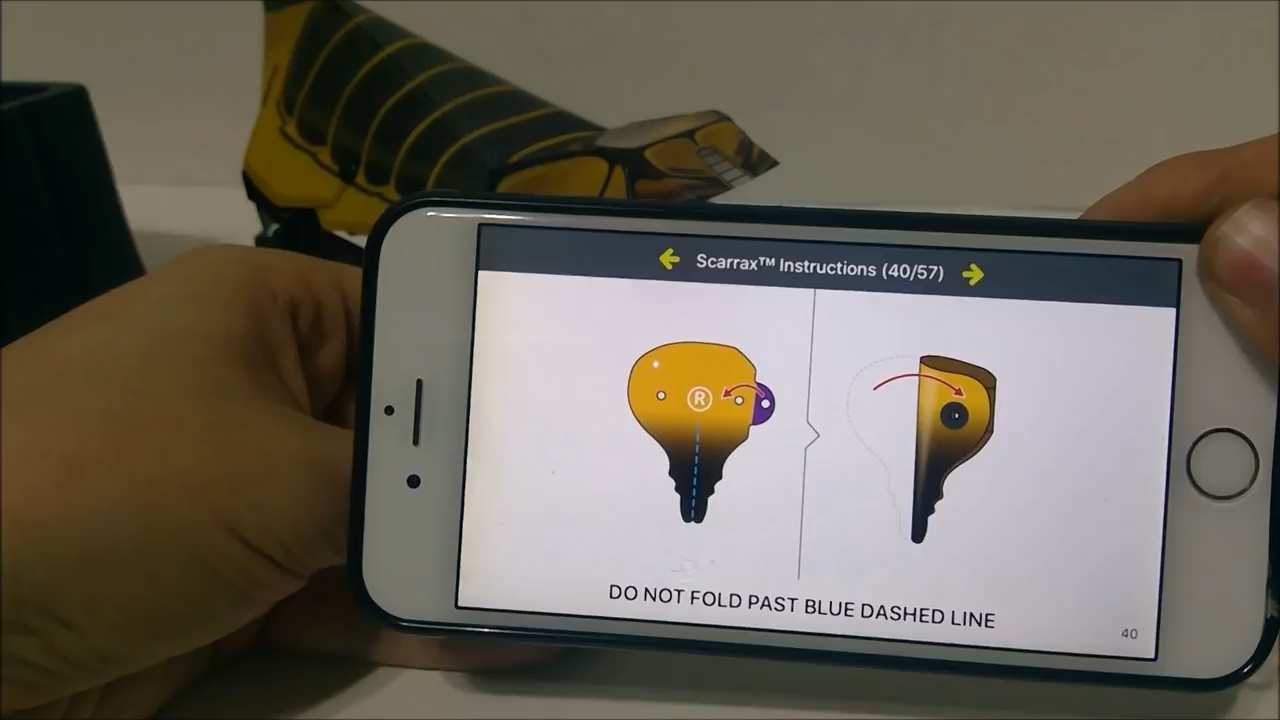 Scarrax™ Instructions (40/57)
R
DO NOT FOLD PAST BLUE DASHED LINE
40